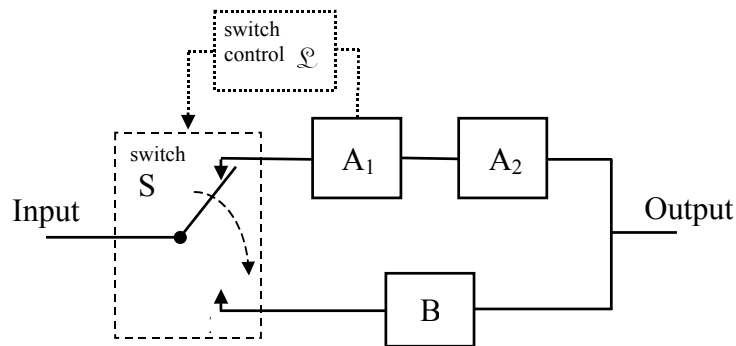 switch
control 𝔏
switch
S
A₁
A₂
Input
Output
B